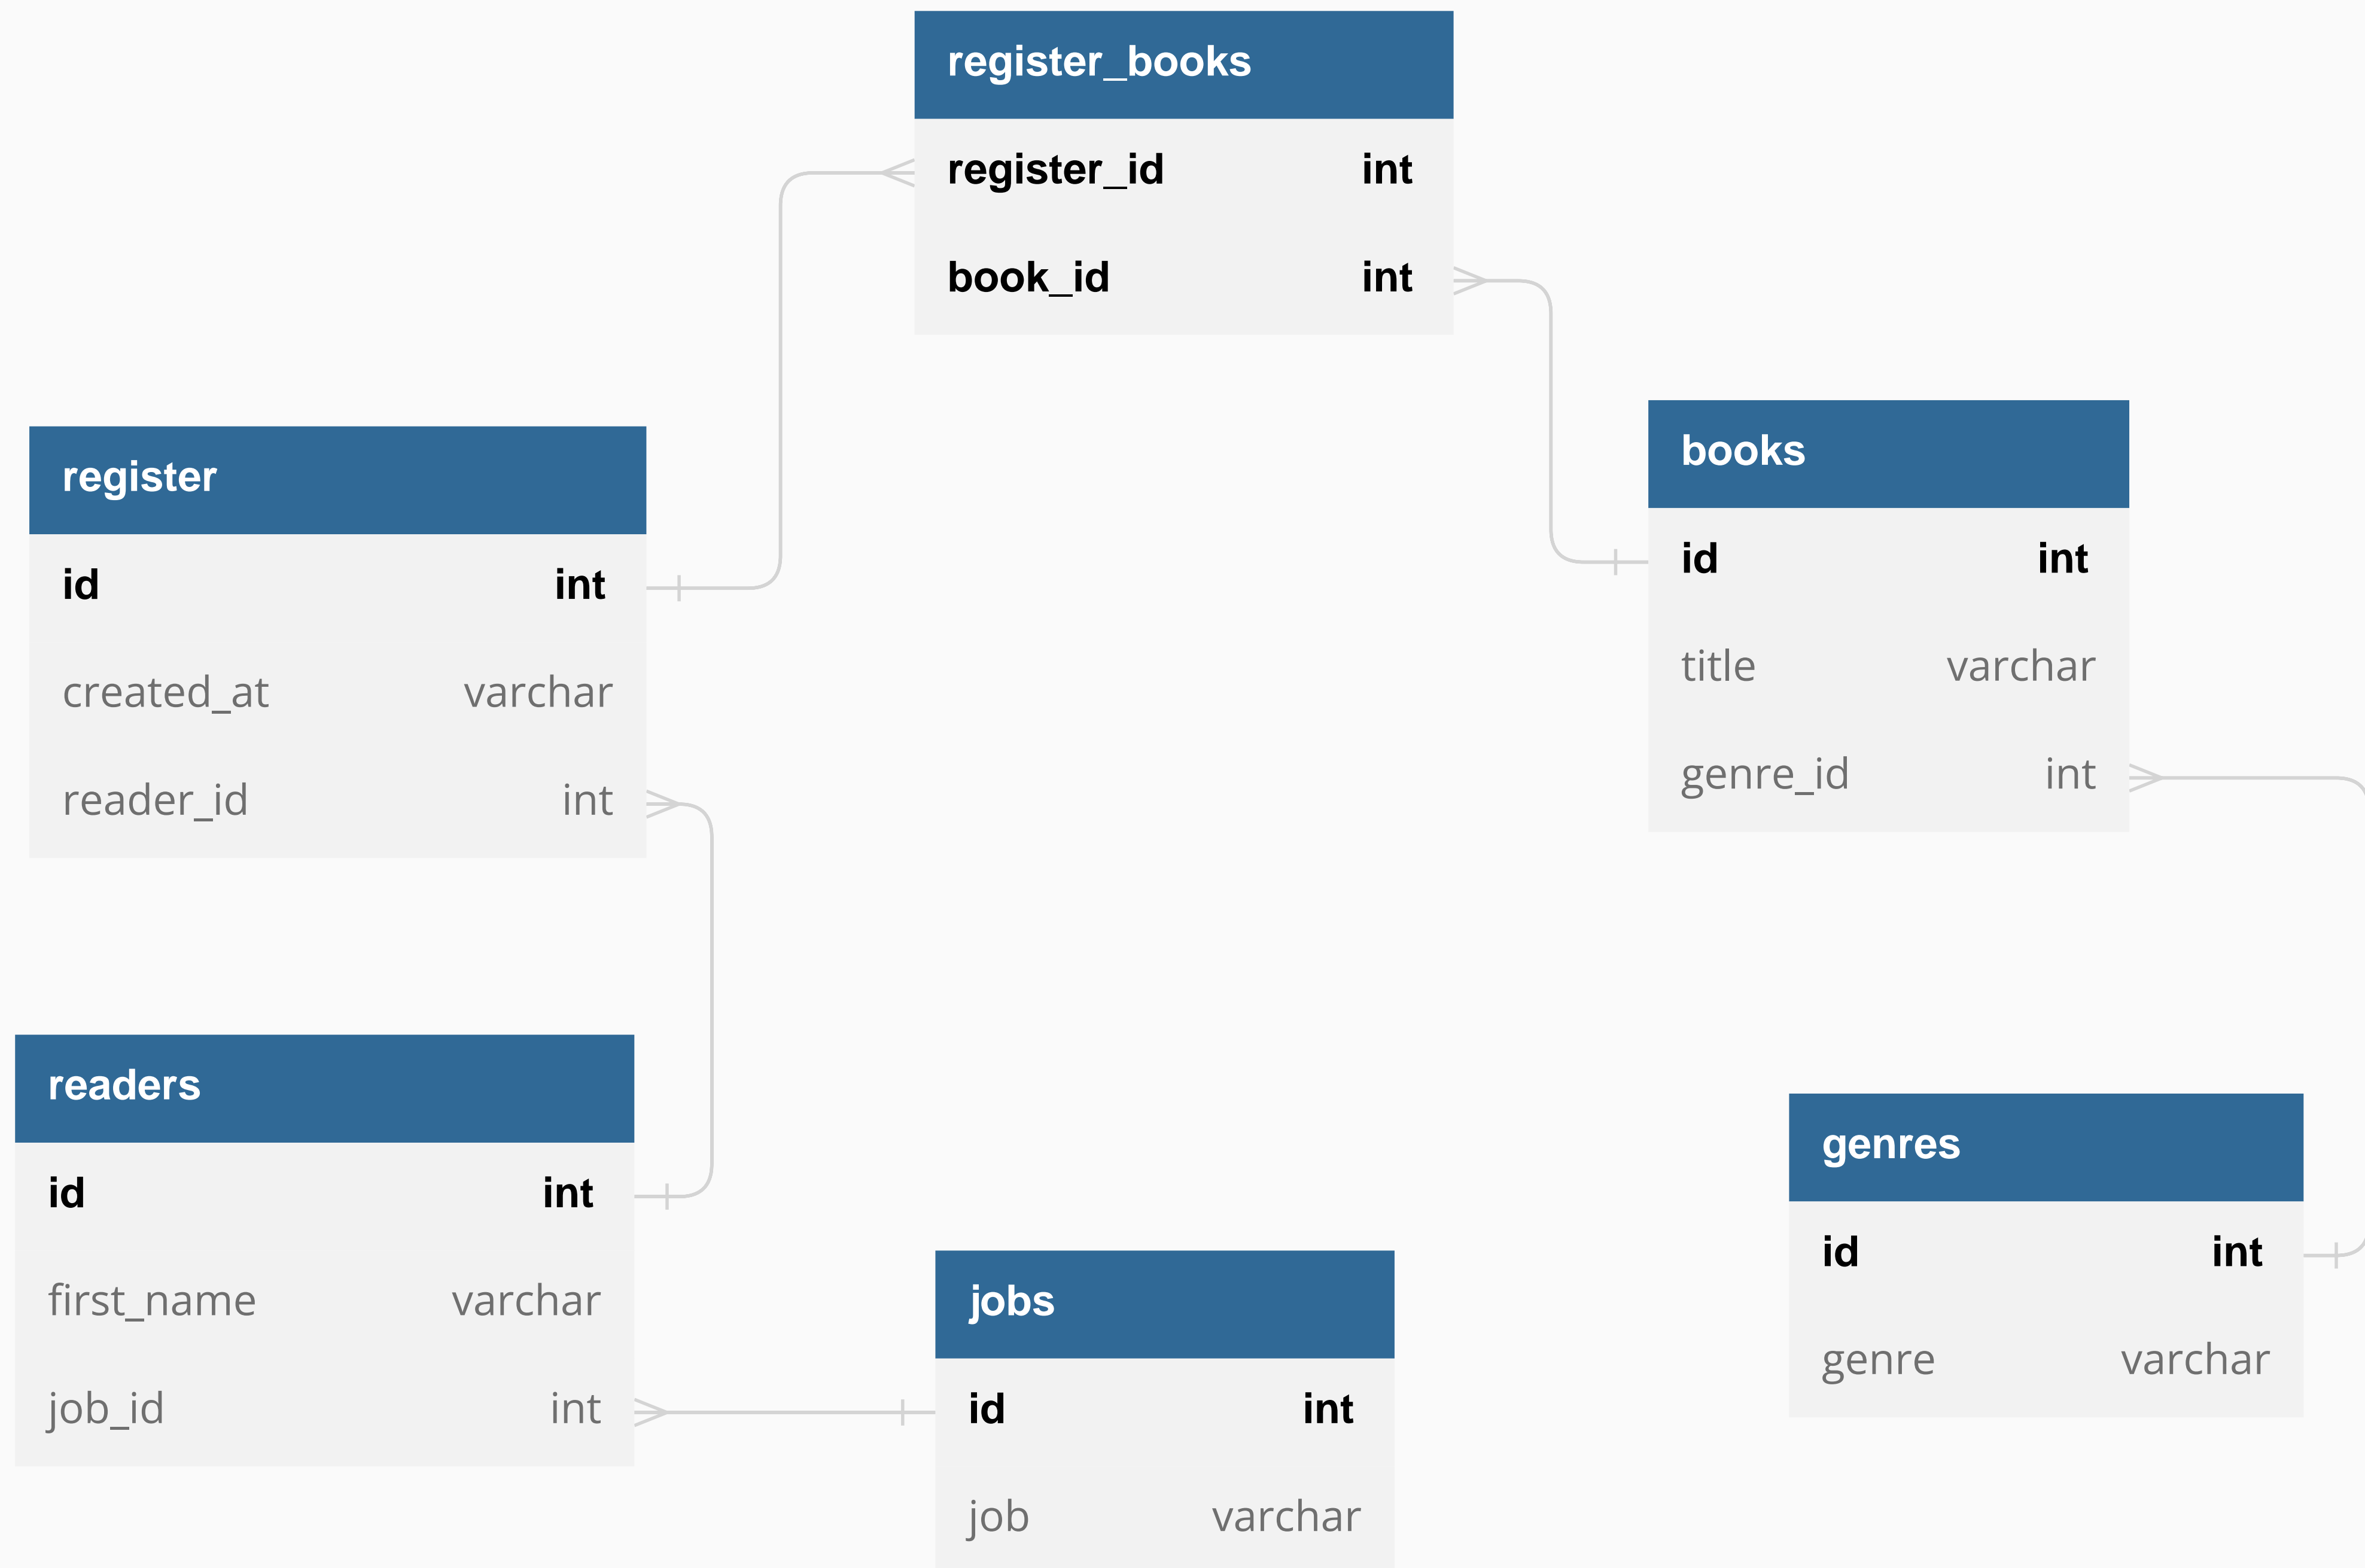 register_books
register_id int
book_id int
register
id int
created_at varchar
reader_id int
books
id int
title varchar
genre_id int
readers
id int
first_name varchar
job_id int
jobs
id int
job varchar
genres
id int
genre varchar